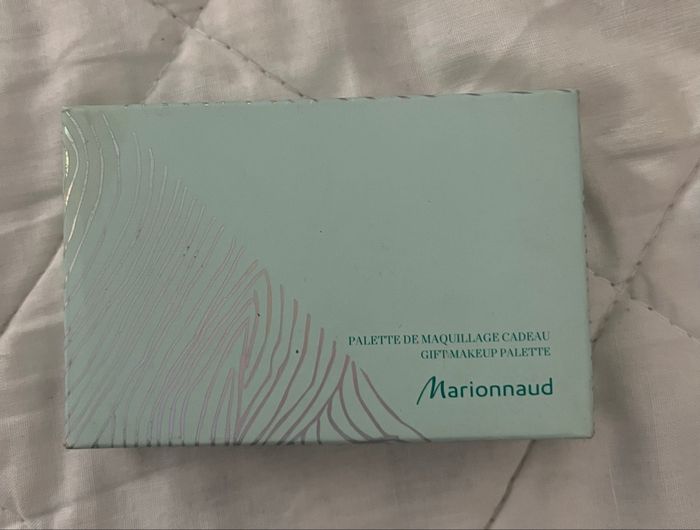 PALETTE DE MAQUILLAGE CADEAU
GIFT MAKEUP PALETTE
Marionnaud